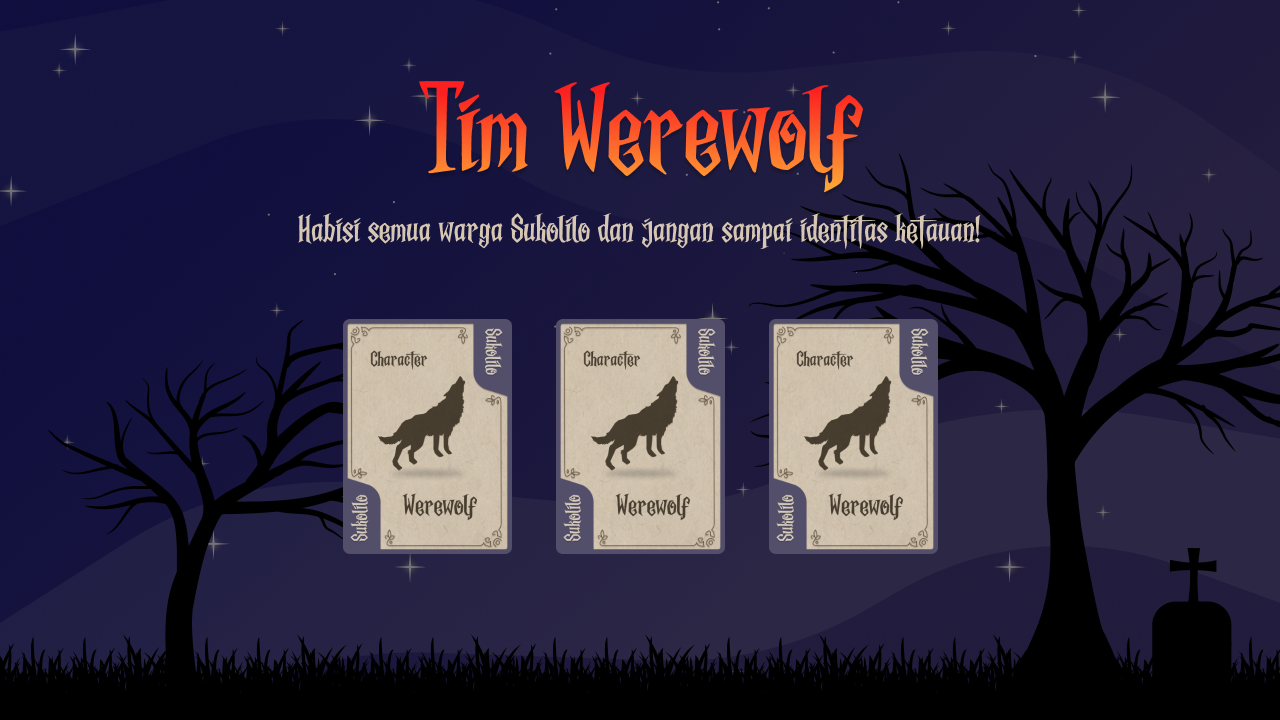 Tim Werewolf
Habisi semua warga Sukolilo dan jangan sampai identitas ketauan!
Sukolilo
Character
Werewolf
Sukolilo
Sukolilo
Character
Werewolf
Sukolilo
Sukolilo
Character
Werewolf
Sukolilo